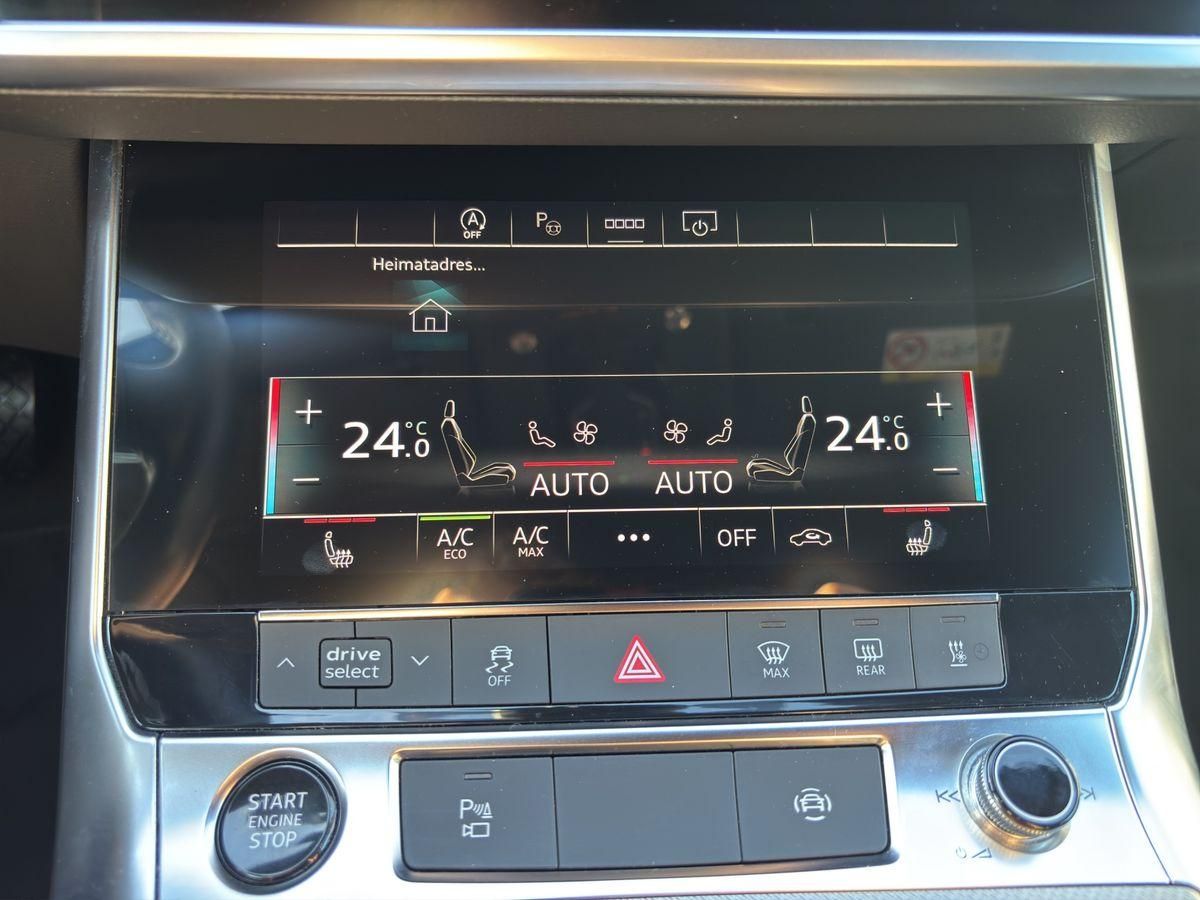 A
OFF
P
Heimatadres...
+ 24.0 °C
AUTO
AUTO
24.0 °C +
−
−
A/C
ECO
A/C
MAX
•••
OFF
drive
select
OFF
MAX
REAR
START
ENGINE
STOP
P